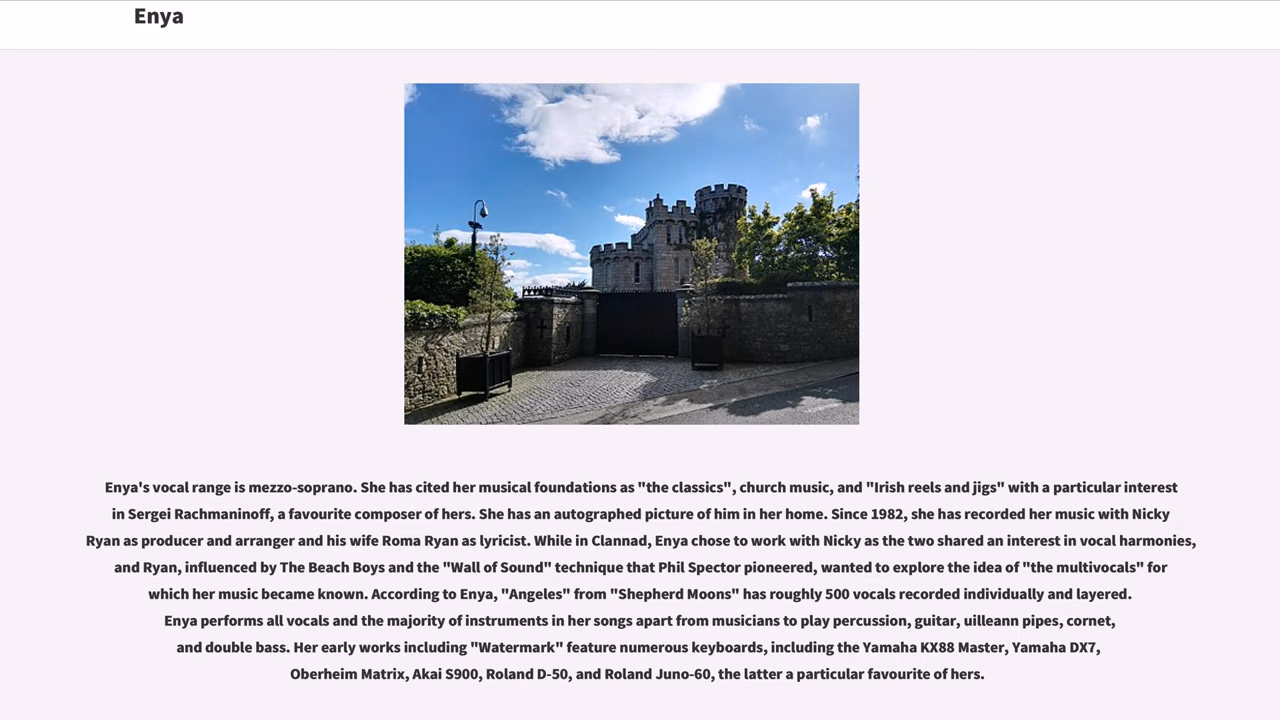 Enya
Enya's vocal range is mezzo-soprano. She has cited her musical foundations as "the classics", church music, and "Irish reels and jigs" with a particular interest
in Sergei Rachmaninoff, a favourite composer of hers. She has an autographed picture of him in her home. Since 1982, she has recorded her music with Nicky
Ryan as producer and arranger and his wife Roma Ryan as lyricist. While in Clannad, Enya chose to work with Nicky as the two shared an interest in vocal harmonies,
and Ryan, influenced by The Beach Boys and the "Wall of Sound" technique that Phil Spector pioneered, wanted to explore the idea of "the multivocals" for
which her music became known. According to Enya, "Angeles" from "Shepherd Moons" has roughly 500 vocals recorded individually and layered.
Enya performs all vocals and the majority of instruments in her songs apart from musicians to play percussion, guitar, uilleann pipes, cornet,
and double bass. Her early works including "Watermark" feature numerous keyboards, including the Yamaha KX88 Master, Yamaha DX7,
Oberheim Matrix, Akai S900, Roland D-50, and Roland Juno-60, the latter a particular favourite of hers.